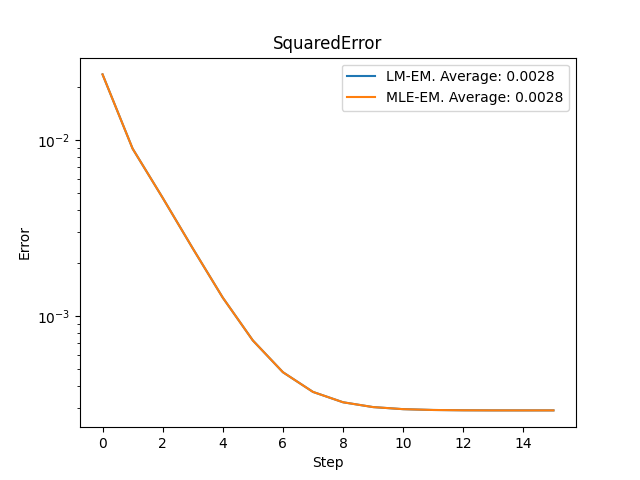 SquaredError
LM-EM. Average: 0.0028
MLE-EM. Average: 0.0028
10⁻²
10⁻³
Error
0 2 4 6 8 10 12 14
Step